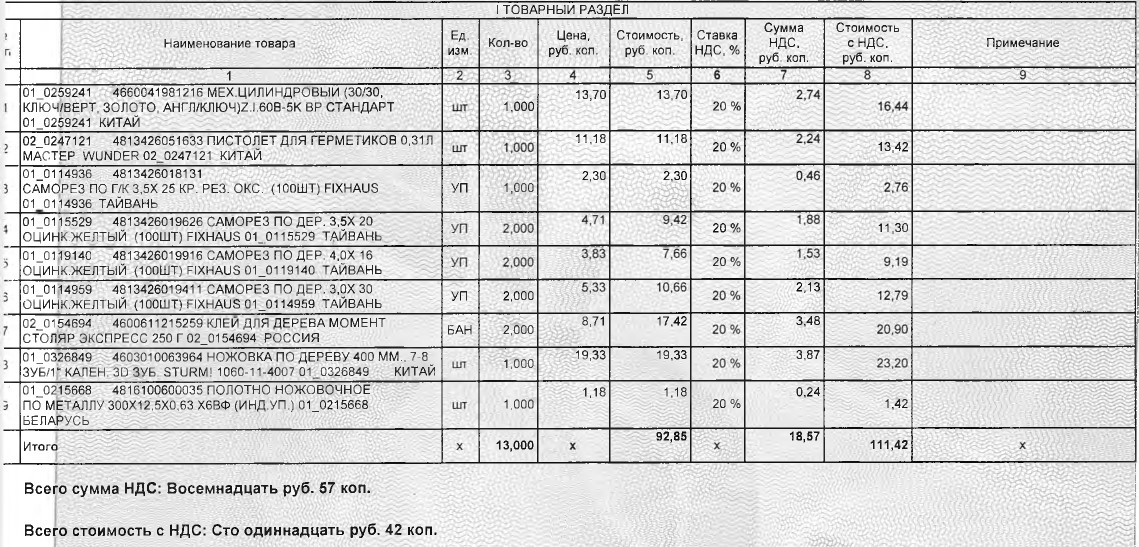 I ТОВАРНЫЙ РАЗДЕЛ
Наименование товара Ед. изм. Кол-во Цена, руб. коп. Стоимость, руб. коп. Ставка НДС, % Сумма НДС, руб. коп. Стоимость с НДС, руб. коп. Примечание
1 2 3 4 5 6 7 8 9
01_0259241 4660041981216 МЕХ.ЦИЛИНДРОВЫЙ (30/30,
КЛЮЧ/ВЕРТ, ЗОЛОТО, АНГЛ/КЛЮЧ)Z.I.60B-5K BP СТАНДАРТ
01_0259241 КИТАЙ
шт 1,000 13,70 13,70 20 % 2,74 16,44
02_0247121 4813426051633 ПИСТОЛЕТ ДЛЯ ГЕРМЕТИКОВ 0,31Л
МАСТЕР WUNDER 02_0247121 КИТАЙ
шт 1,000 11,18 11,18 20 % 2,24 13,42
01_0114936 4813426018131
САМОРЕЗ ПО Г/К 3,5X 25 КР. РЕЗ. ОКС. (100ШТ) FIXHAUS
01_0114936 ТАЙВАНЬ
УП 1,000 2,30 2,30 20 % 0,46 2,76
01_0115529 4813426019626 САМОРЕЗ ПО ДЕР. 3,5X 20
ОЦИНК.ЖЕЛТЫЙ (100ШТ) FIXHAUS 01_0115529 ТАЙВАНЬ
УП 2,000 4,71 9,42 20 % 1,88 11,30
01_0119140 4813426019916 САМОРЕЗ ПО ДЕР. 4,0X 16
ОЦИНК.ЖЕЛТЫЙ (100ШТ) FIXHAUS 01_0119140 ТАЙВАНЬ
УП 2,000 3,83 7,66 20 % 1,53 9,19
01_0114959 4813426019411 САМОРЕЗ ПО ДЕР. 3,0X 30
ОЦИНК.ЖЕЛТЫЙ (100ШТ) FIXHAUS 01_0114959 ТАЙВАНЬ
УП 2,000 5,33 10,66 20 % 2,13 12,79
02_0154694 4600611215259 КЛЕЙ ДЛЯ ДЕРЕВА МОМЕНТ
СТОЛЯР ЭКСПРЕСС 250 Г 02_0154694 РОССИЯ
БАН 2,000 8,71 17,42 20 % 3,48 20,90
01_0326849 4603010063964 НОЖОВКА ПО ДЕРЕВУ 400 ММ., 7-8
ЗУБ/1" КАЛЕН. 3D ЗУБ. STURM! 1060-11-4007 01_0326849 КИТАЙ
шт 1,000 19,33 19,33 20 % 3,87 23,20
01_0215668 4816100600035 ПОЛОТНО НОЖОВОЧНОЕ
ПО МЕТАЛЛУ 300X12,5X0,63 Х6ВФ (ИНД.УП.) 01_0215668
БЕЛАРУСЬ
шт 1,000 1,18 1,18 20 % 0,24 1,42
Итого х 13,000 х 92,85 х 18,57 111,42 х
Всего сумма НДС: Восемнадцать руб. 57 коп.
Всего стоимость с НДС: Сто одиннадцать руб. 42 коп.